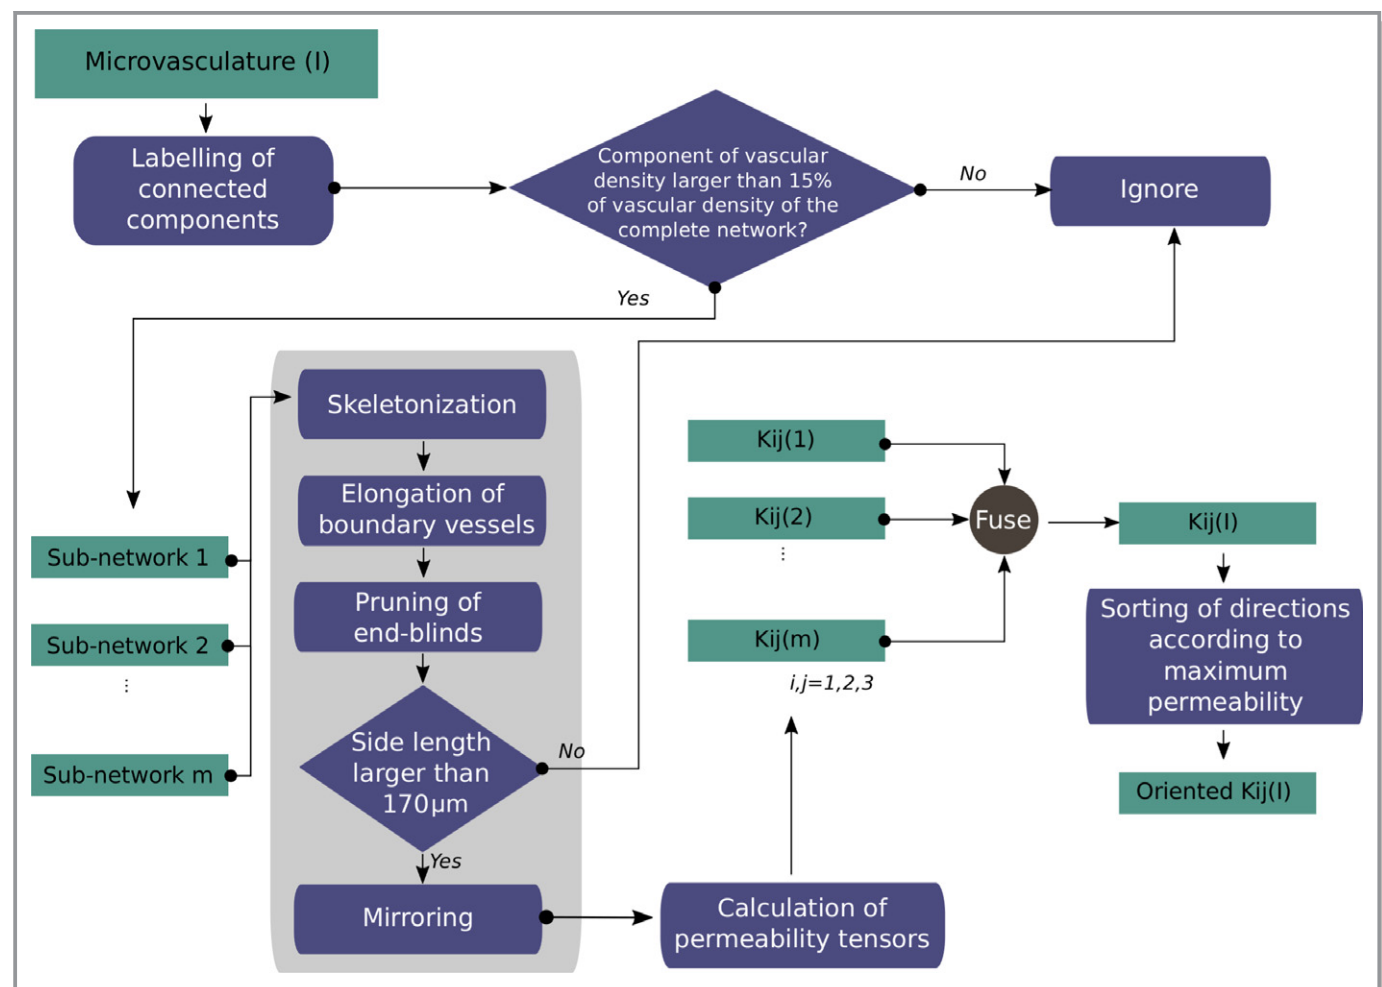 Microvasculature (I)
Labelling of
connected
components
Component of vascular
density larger than 15%
of vascular density of the
complete network?
No
Ignore
Yes
Skeletonization
Elongation of
boundary vessels
Pruning of
end-blinds
Side length
larger than
170µm
No
Yes
Mirroring
Sub-network 1
Sub-network 2
...
Sub-network m
Calculation of
permeability tensors
Kij(1)
Kij(2)
...
Kij(m)
i,j=1,2,3
Fuse
Kij(I)
Sorting of directions
according to
maximum
permeability
Oriented Kij(I)